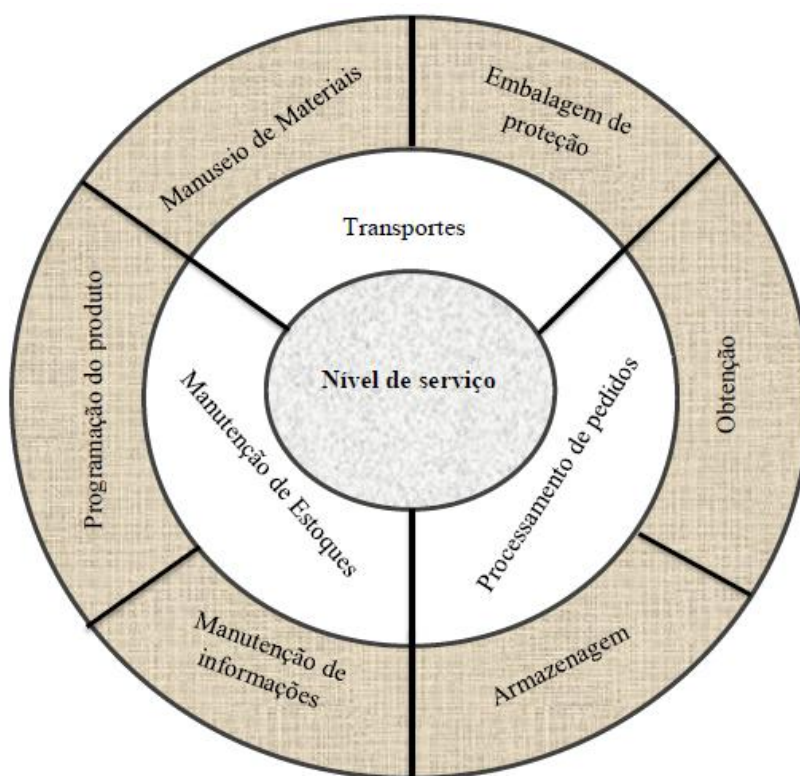 Manuseio de Materiais
Embalagem de
proteção
Transportes
Programação do produto
Nível de serviço
Obtenção
Manutenção de Estoques
Processamento de pedidos
Manutenção de
informações
Armazenagem